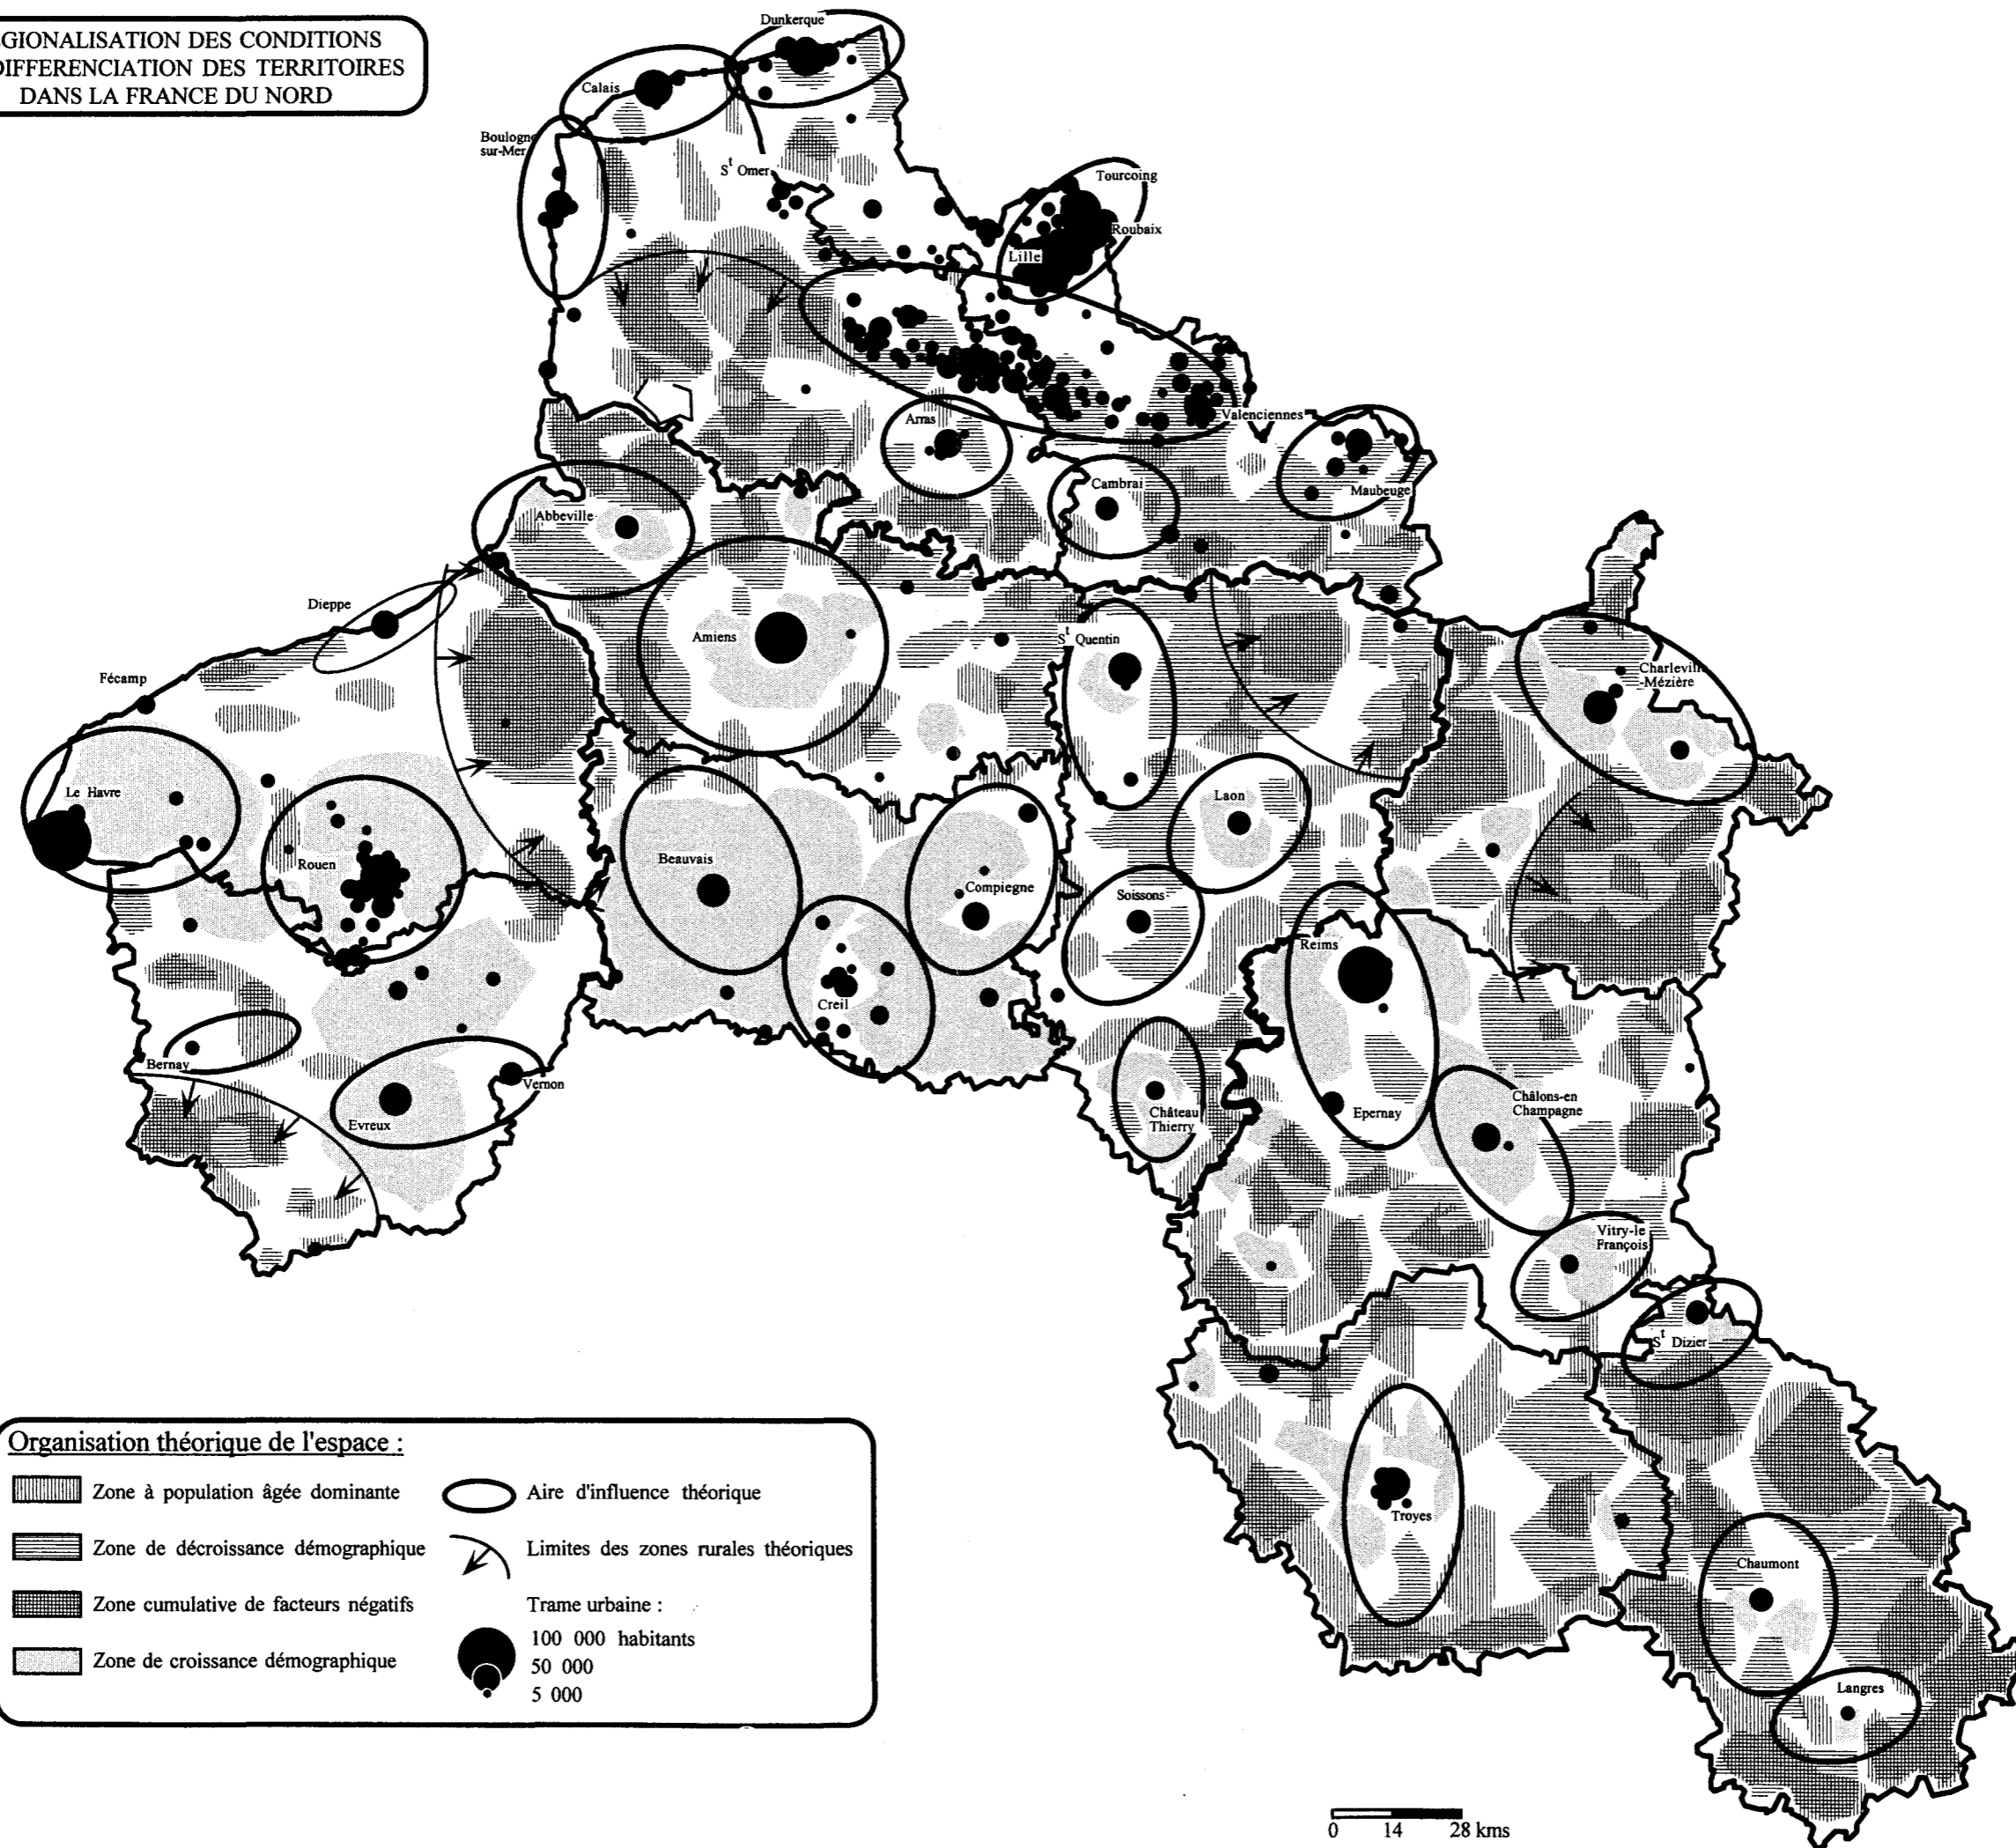 GIONALISATION DES CONDITIONS
DIFFERENCIATION DES TERRITOIRES
DANS LA FRANCE DU NORD
Dunkerque
Calais
Boulogne
sur-Mer
St Omer
Tourcoing
Roubaix
Lille
Arras
Valenciennes
Cambrai
Maubeuge
Abbeville
Dieppe
Amiens
St Quentin
Charleville
-Mézière
Fécamp
Le Havre
Laon
Rouen
Beauvais
Compiegne
Soissons
Reims
Creil
Bernay
Vernon
Evreux
Château
Thierry
Epernay
Châlons-en
Champagne
Vitry-le
François
St Dizier
Troyes
Chaumont
Langres
Organisation théorique de l'espace :
Zone à population âgée dominante
Aire d'influence théorique
Zone de décroissance démographique
Limites des zones rurales théoriques
Zone cumulative de facteurs négatifs
Trame urbaine :
Zone de croissance démographique
100 000 habitants
50 000
5 000
0 14 28 kms